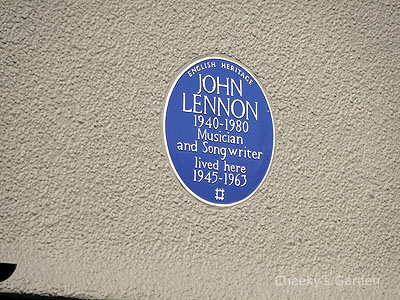 ENGLISH HERITAGE
JOHN
LENNON
1940-1980
Musician
and Songwriter
lived here
1945-1963
Cheeky's Garden